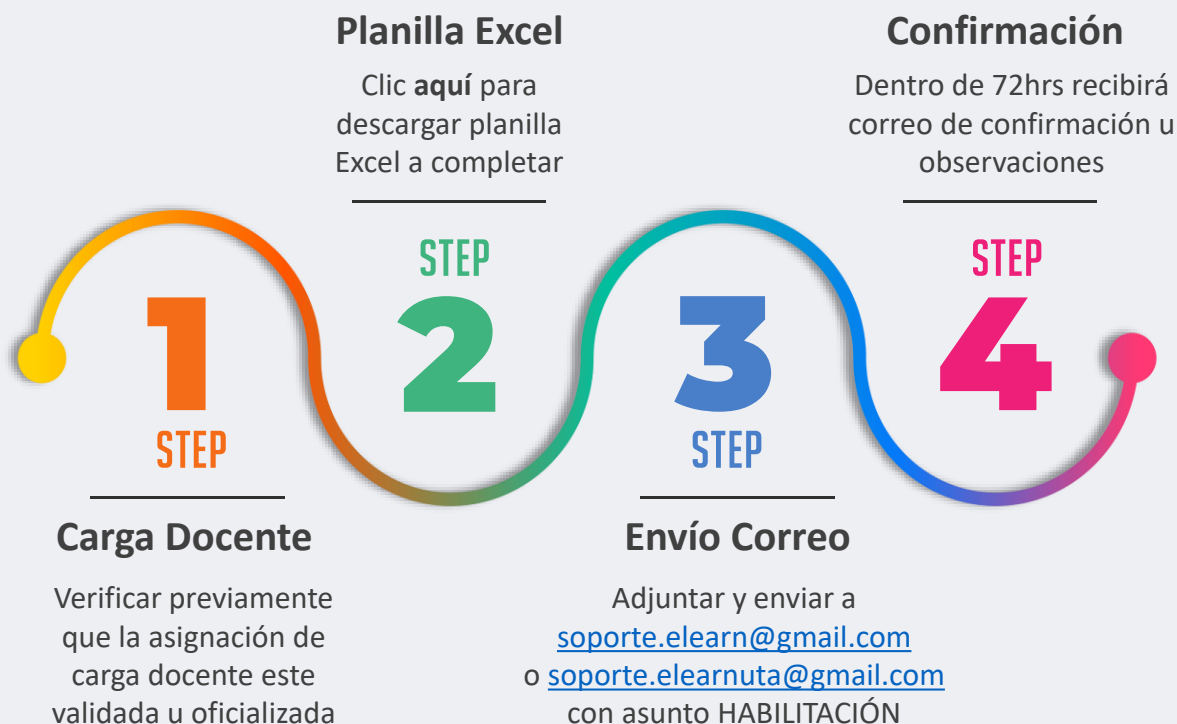 Planilla Excel
Clic aquí para
descargar planilla
Excel a completar
Confirmación
Dentro de 72hrs recibirá
correo de confirmación u
observaciones
1
STEP
STEP
2
3
STEP
STEP
4
Carga Docente
Verificar previamente
que la asignación de
carga docente este
validada u oficializada
Envío Correo
Adjuntar y enviar a
soporte.elearn@gmail.com
o soporte.elearnuta@gmail.com
con asunto HABILITACIÓN